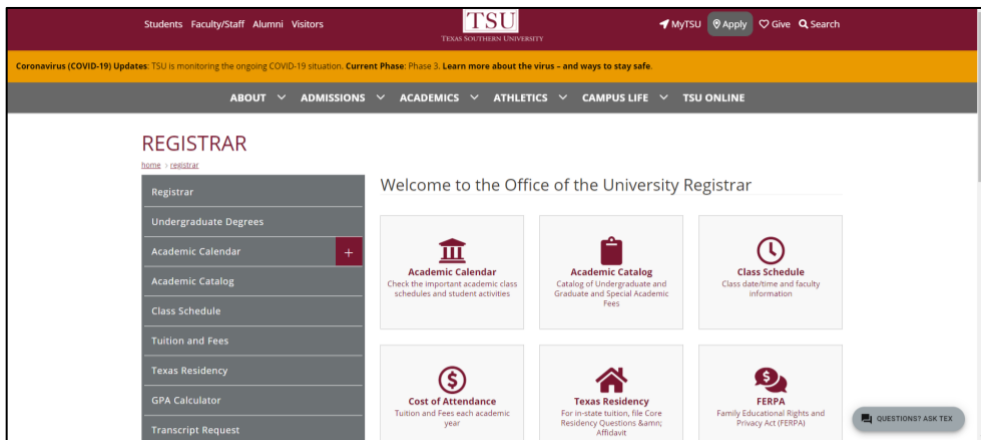 Students Faculty/Staff Alumni Visitors
TSU
TEXAS SOUTHERN UNIVERSITY
MyTSU Apply Give Search
Coronavirus (COVID-19) Updates: TSU is monitoring the ongoing COVID-19 situation. Current Phase: Phase 3. Learn more about the virus – and ways to stay safe.
ABOUT ADMISSIONS ACADEMICS ATHLETICS CAMPUS LIFE TSU ONLINE
REGISTRAR
home > registrar
Registrar
Undergraduate Degrees
Academic Calendar +
Academic Catalog
Class Schedule
Tuition and Fees
Texas Residency
GPA Calculator
Transcript Request
Welcome to the Office of the University Registrar
Academic Calendar
Check the important academic class
schedules and student activities
Academic Catalog
Catalog of Undergraduate and
Graduate and Special Academic
Fees
Class Schedule
Class date/time and faculty
information
Cost of Attendance
Tuition and Fees each academic
year
Texas Residency
For in-state tuition, file Core
Residency Questions &amn;
Affidavit
FERPA
Family Educational Rights and
Privacy Act (FERPA)
QUESTIONS? ASK TEX